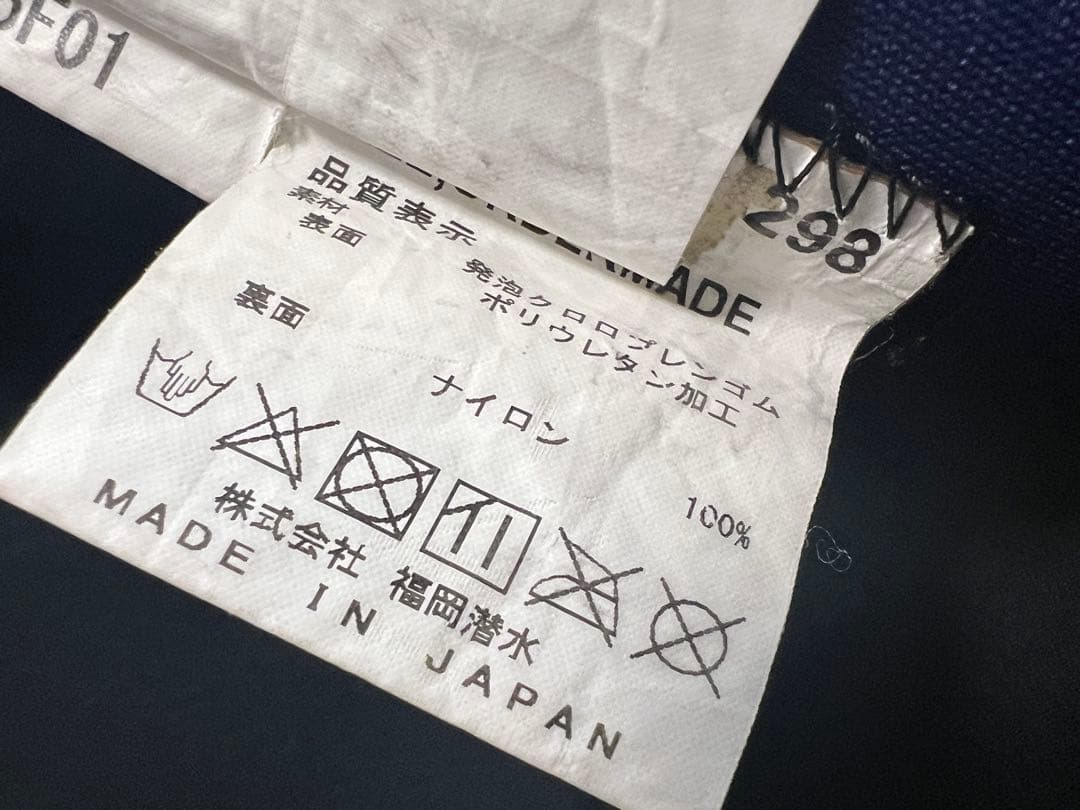 F01
298
ORDERMADE
品質表示
素材
表面 発泡クロロプレンゴム
ポリウレタン加工
裏面 ナイロン 100%
株式会社 福岡潜水
MADE IN JAPAN